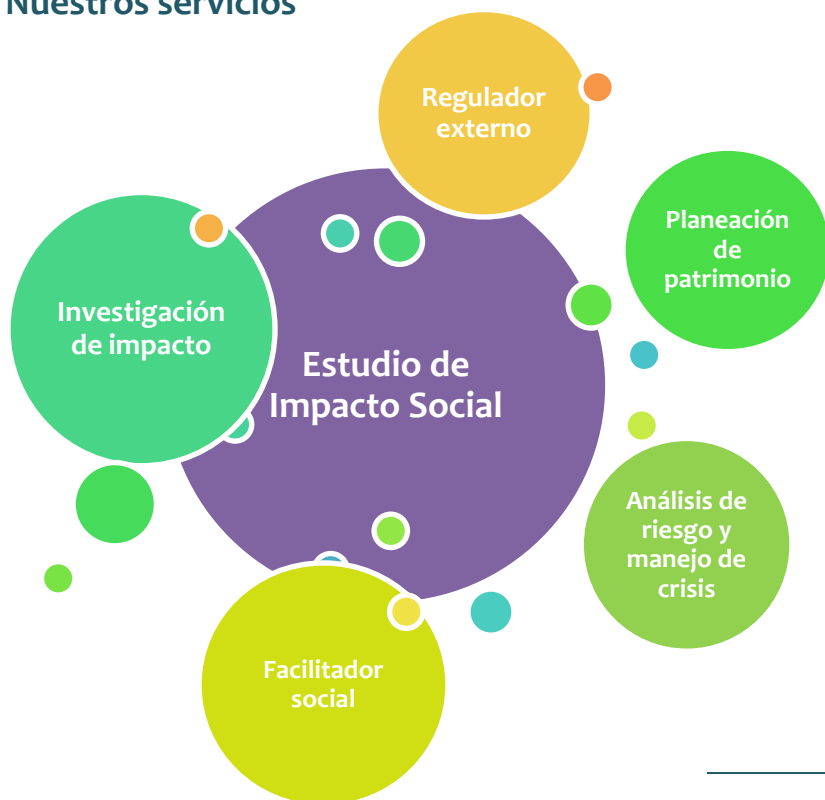 Nuestros servicios
Regulador
externo
Planeación
de
patrimonio
Investigación
de impacto
Estudio de
Impacto Social
Análisis de
riesgo y
manejo de
crisis
Facilitador
social